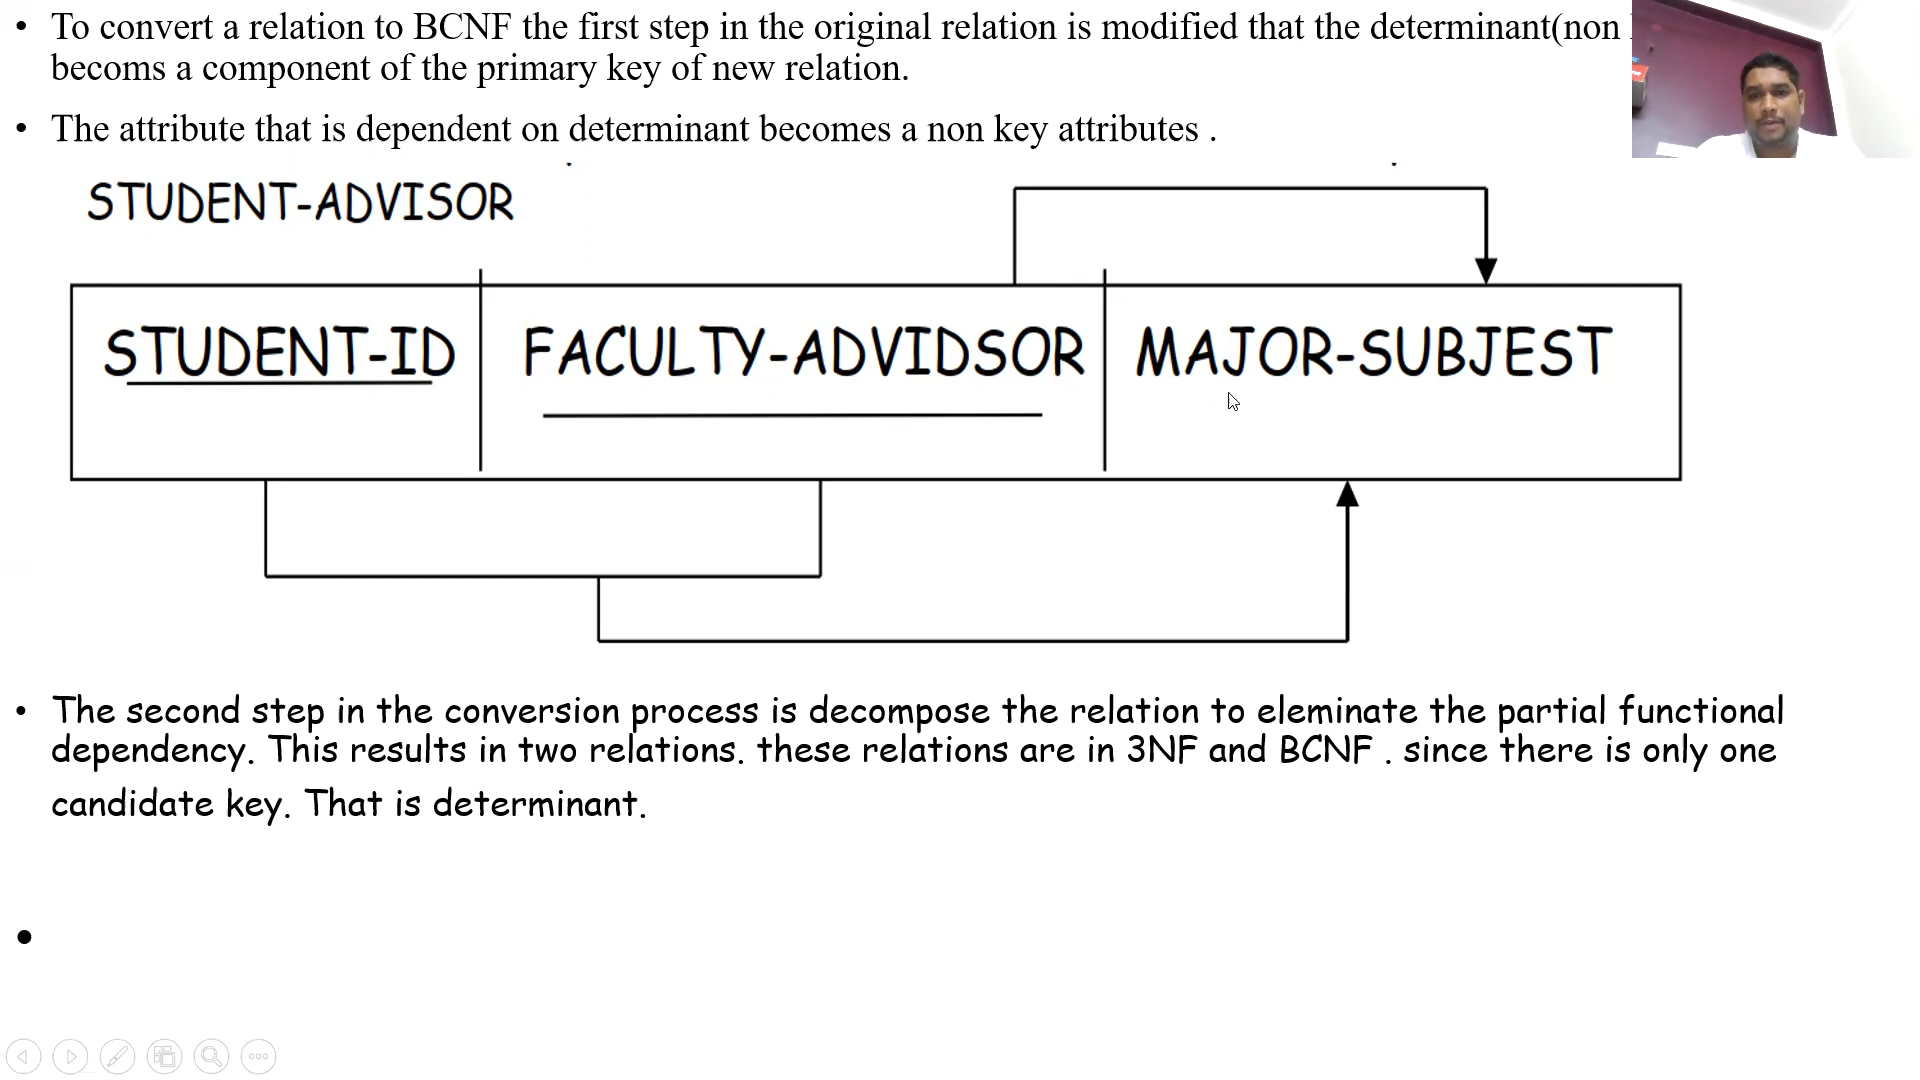 • To convert a relation to BCNF the first step in the original relation is modified that the determinant(non
becoms a component of the primary key of new relation.
• The attribute that is dependent on determinant becomes a non key attributes .
STUDENT-ADVISOR
STUDENT-ID FACULTY-ADVIDSOR MAJOR-SUBJEST
• The second step in the conversion process is decompose the relation to eleminate the partial functional
dependency. This results in two relations. these relations are in 3NF and BCNF . since there is only one
candidate key. That is determinant.
•